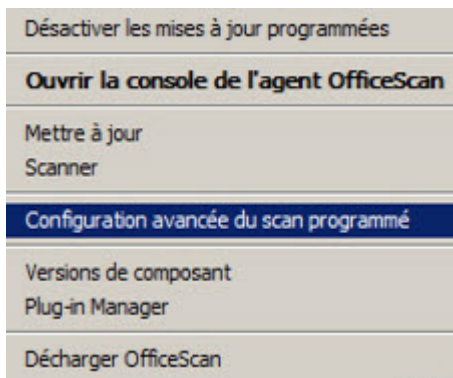 Désactiver les mises à jour programmées
Ouvrir la console de l'agent OfficeScan
Mettre à jour
Scanner
Configuration avancée du scan programmé
Versions de composant
Plug-in Manager
Décharger OfficeScan